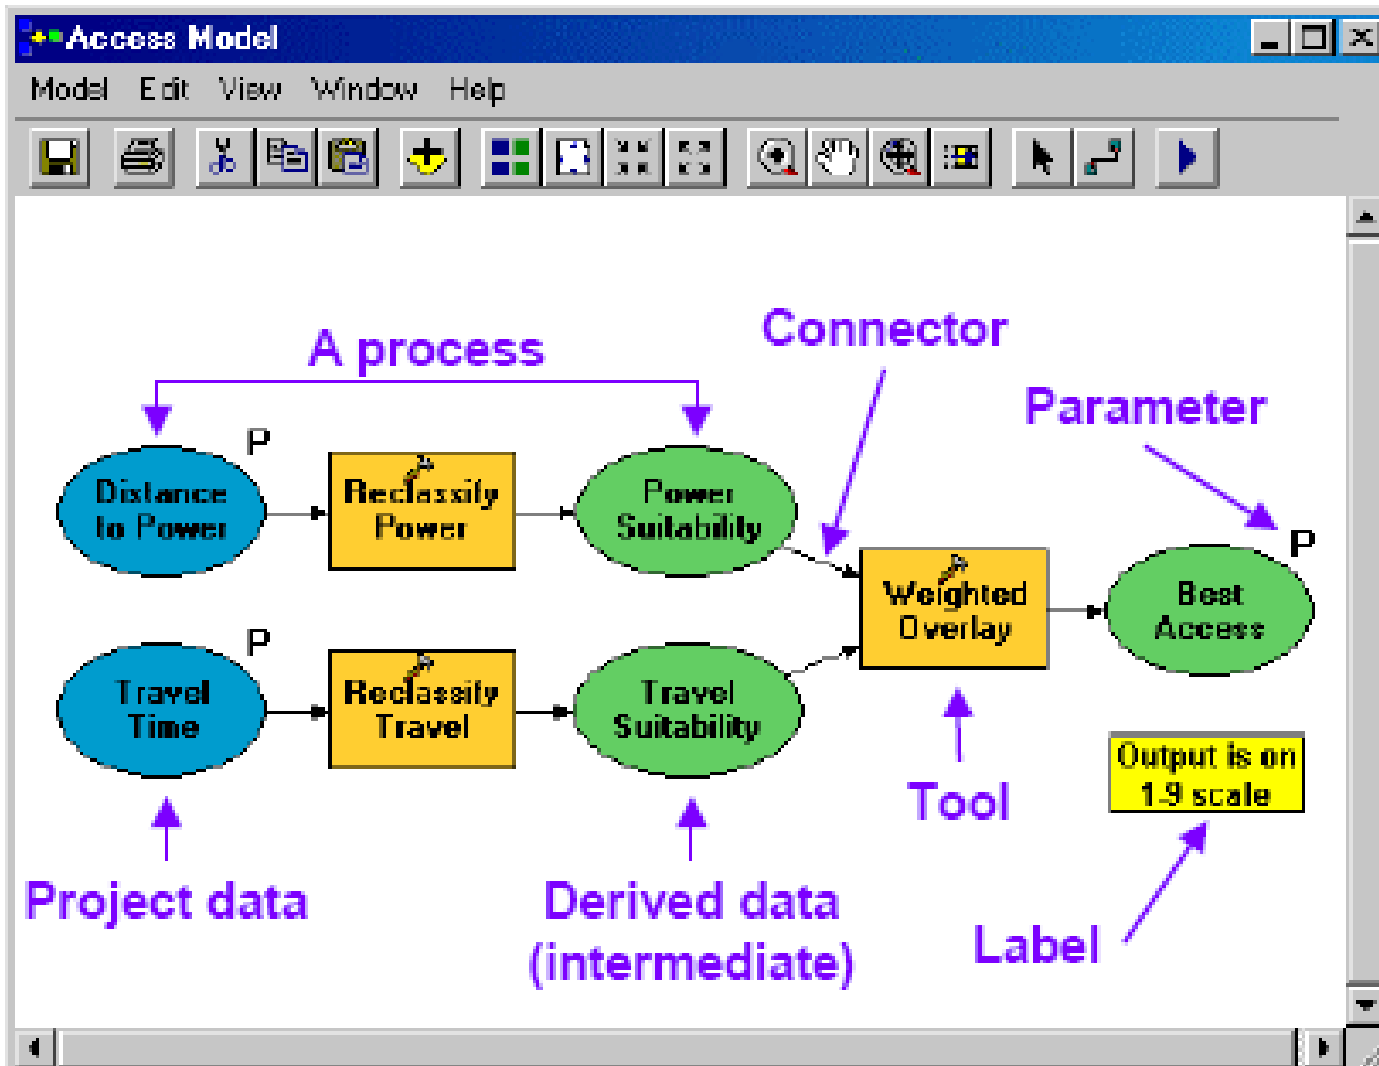 Access Model
Model Edit View Window Help
A process
Connector
Parameter
P
Distance
to Power
Reclassify
Power
Power
Suitability
P
Weighted
Overlay
Best
Access
P
Travel
Time
Reclassify
Travel
Travel
Suitability
Output is on
1-9 scale
Tool
Project data
Derived data
(intermediate)
Label